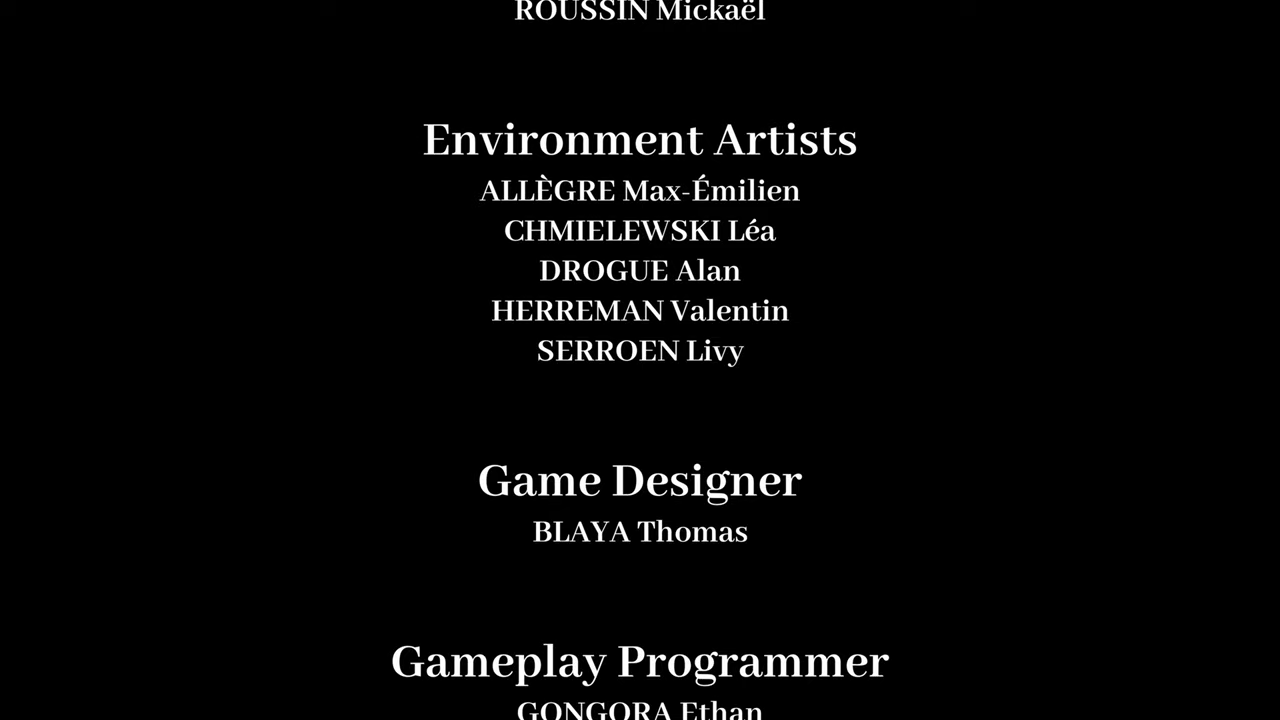 ROUSSIN Mickaël
Environment Artists
ALLÈGRE Max-Émilien
CHMIELEWSKI Léa
DROGUE Alan
HERREMAN Valentin
SERROEN Livy
Game Designer
BLAYA Thomas
Gameplay Programmer
GONGORA Ethan